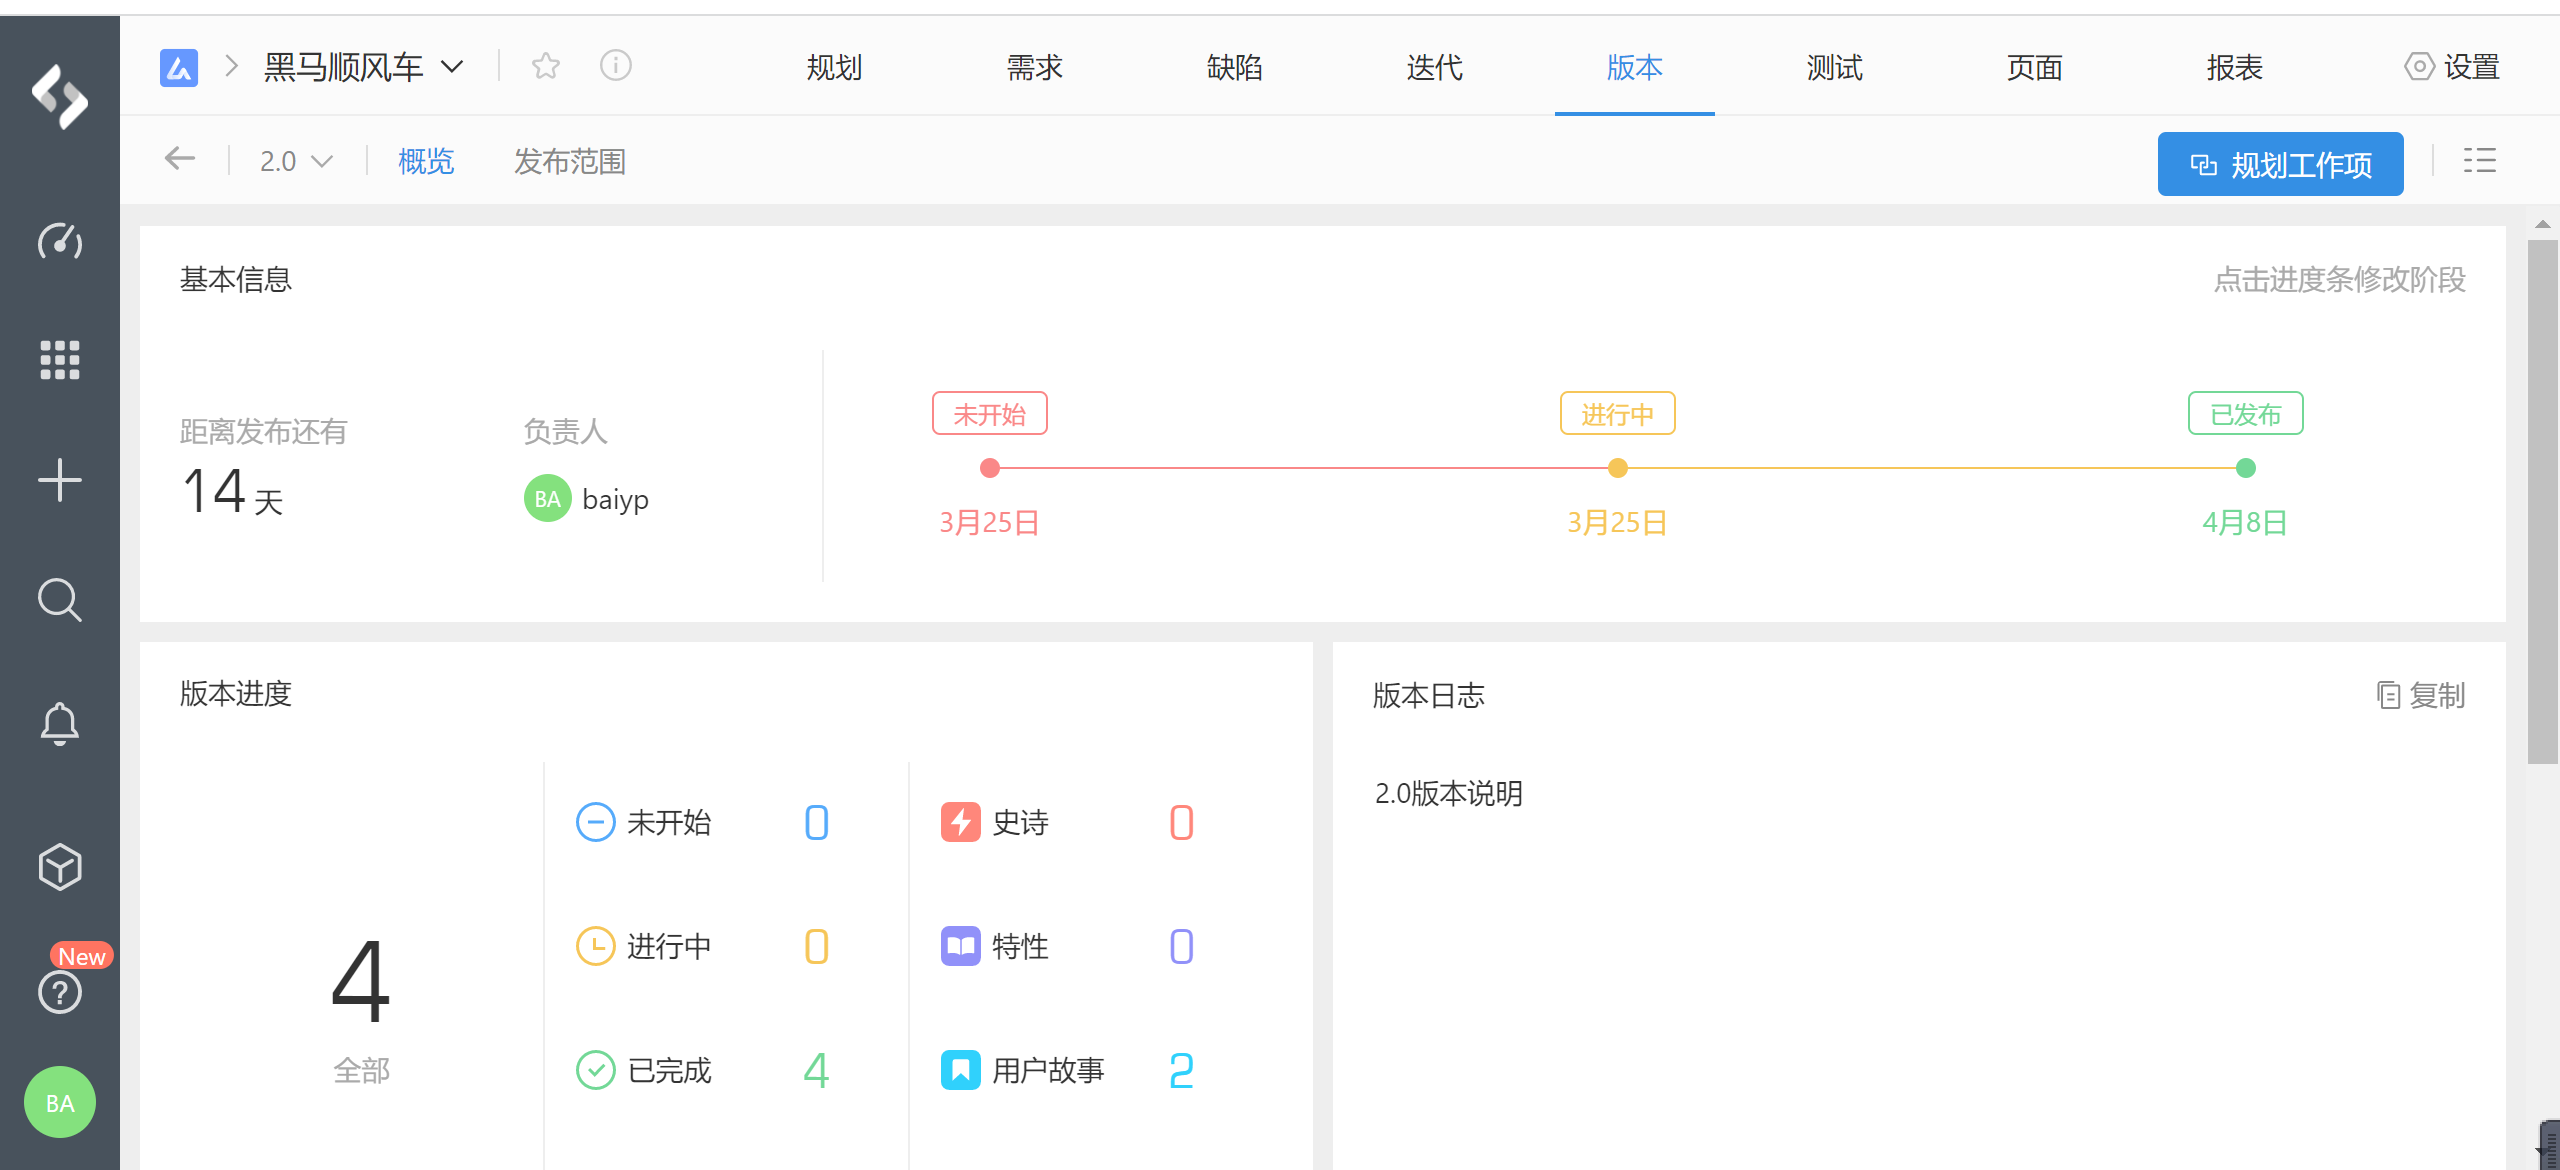 黑马顺风车
规划 需求 缺陷 迭代 版本 测试 页面 报表 设置
2.0 概览 发布范围
规划工作项
基本信息
点击进度条修改阶段
距离发布还有
14 天
负责人
BA baiyp
未开始 进行中 已发布
3月25日 3月25日 4月8日
版本进度
4
全部
未开始 0
进行中 0
已完成 4
史诗 0
特性 0
用户故事 2
版本日志
复制
2.0版本说明
New
BA